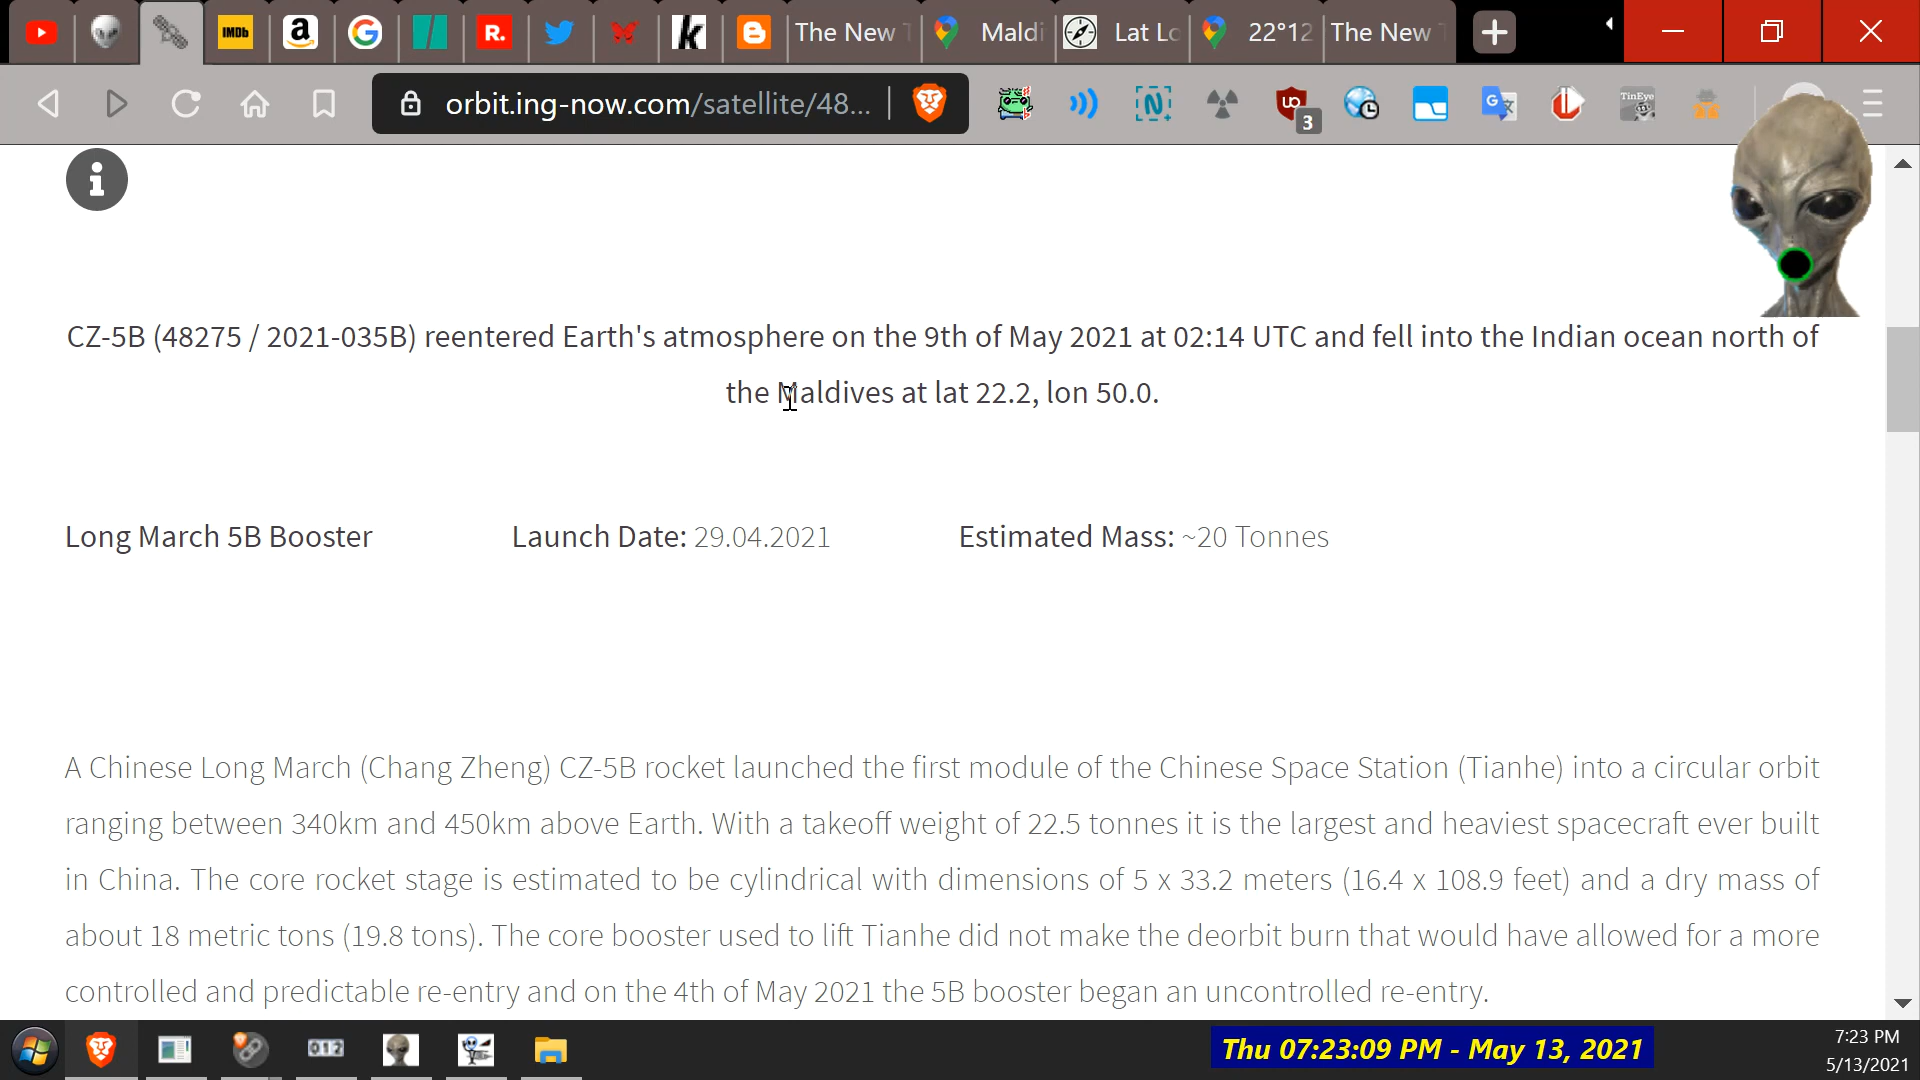 IMDb
a
G
R.
k
The New T
Maldi
Lat Lo
22°12
The New T
orbit.ing-now.com/satellite/48...
N
UO
3
G
TinEye
i
CZ-5B (48275 / 2021-035B) reentered Earth's atmosphere on the 9th of May 2021 at 02:14 UTC and fell into the Indian ocean north of
the Maldives at lat 22.2, lon 50.0.
Long March 5B Booster
Launch Date: 29.04.2021
Estimated Mass: ~20 Tonnes
A Chinese Long March (Chang Zheng) CZ-5B rocket launched the first module of the Chinese Space Station (Tianhe) into a circular orbit
ranging between 340km and 450km above Earth. With a takeoff weight of 22.5 tonnes it is the largest and heaviest spacecraft ever built
in China. The core rocket stage is estimated to be cylindrical with dimensions of 5 x 33.2 meters (16.4 x 108.9 feet) and a dry mass of
about 18 metric tons (19.8 tons). The core booster used to lift Tianhe did not make the deorbit burn that would have allowed for a more
controlled and predictable re-entry and on the 4th of May 2021 the 5B booster began an uncontrolled re-entry.
012
Thu 07:23:09 PM - May 13, 2021
7:23 PM
5/13/2021